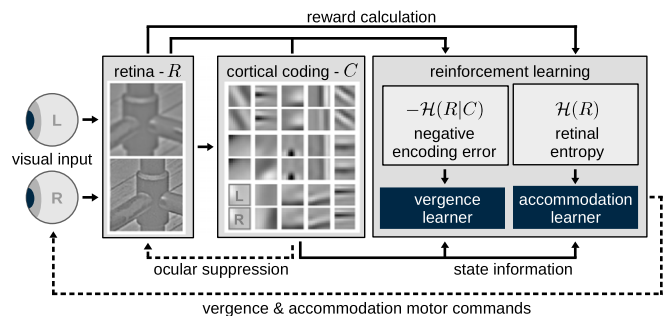 reward calculation
retina - R
cortical coding - C
reinforcement learning
L
visual input
R
L
R
−H(R|C)
negative
encoding error
H(R)
retinal
entropy
vergence
learner
accommodation
learner
ocular suppression
state information
vergence & accommodation motor commands